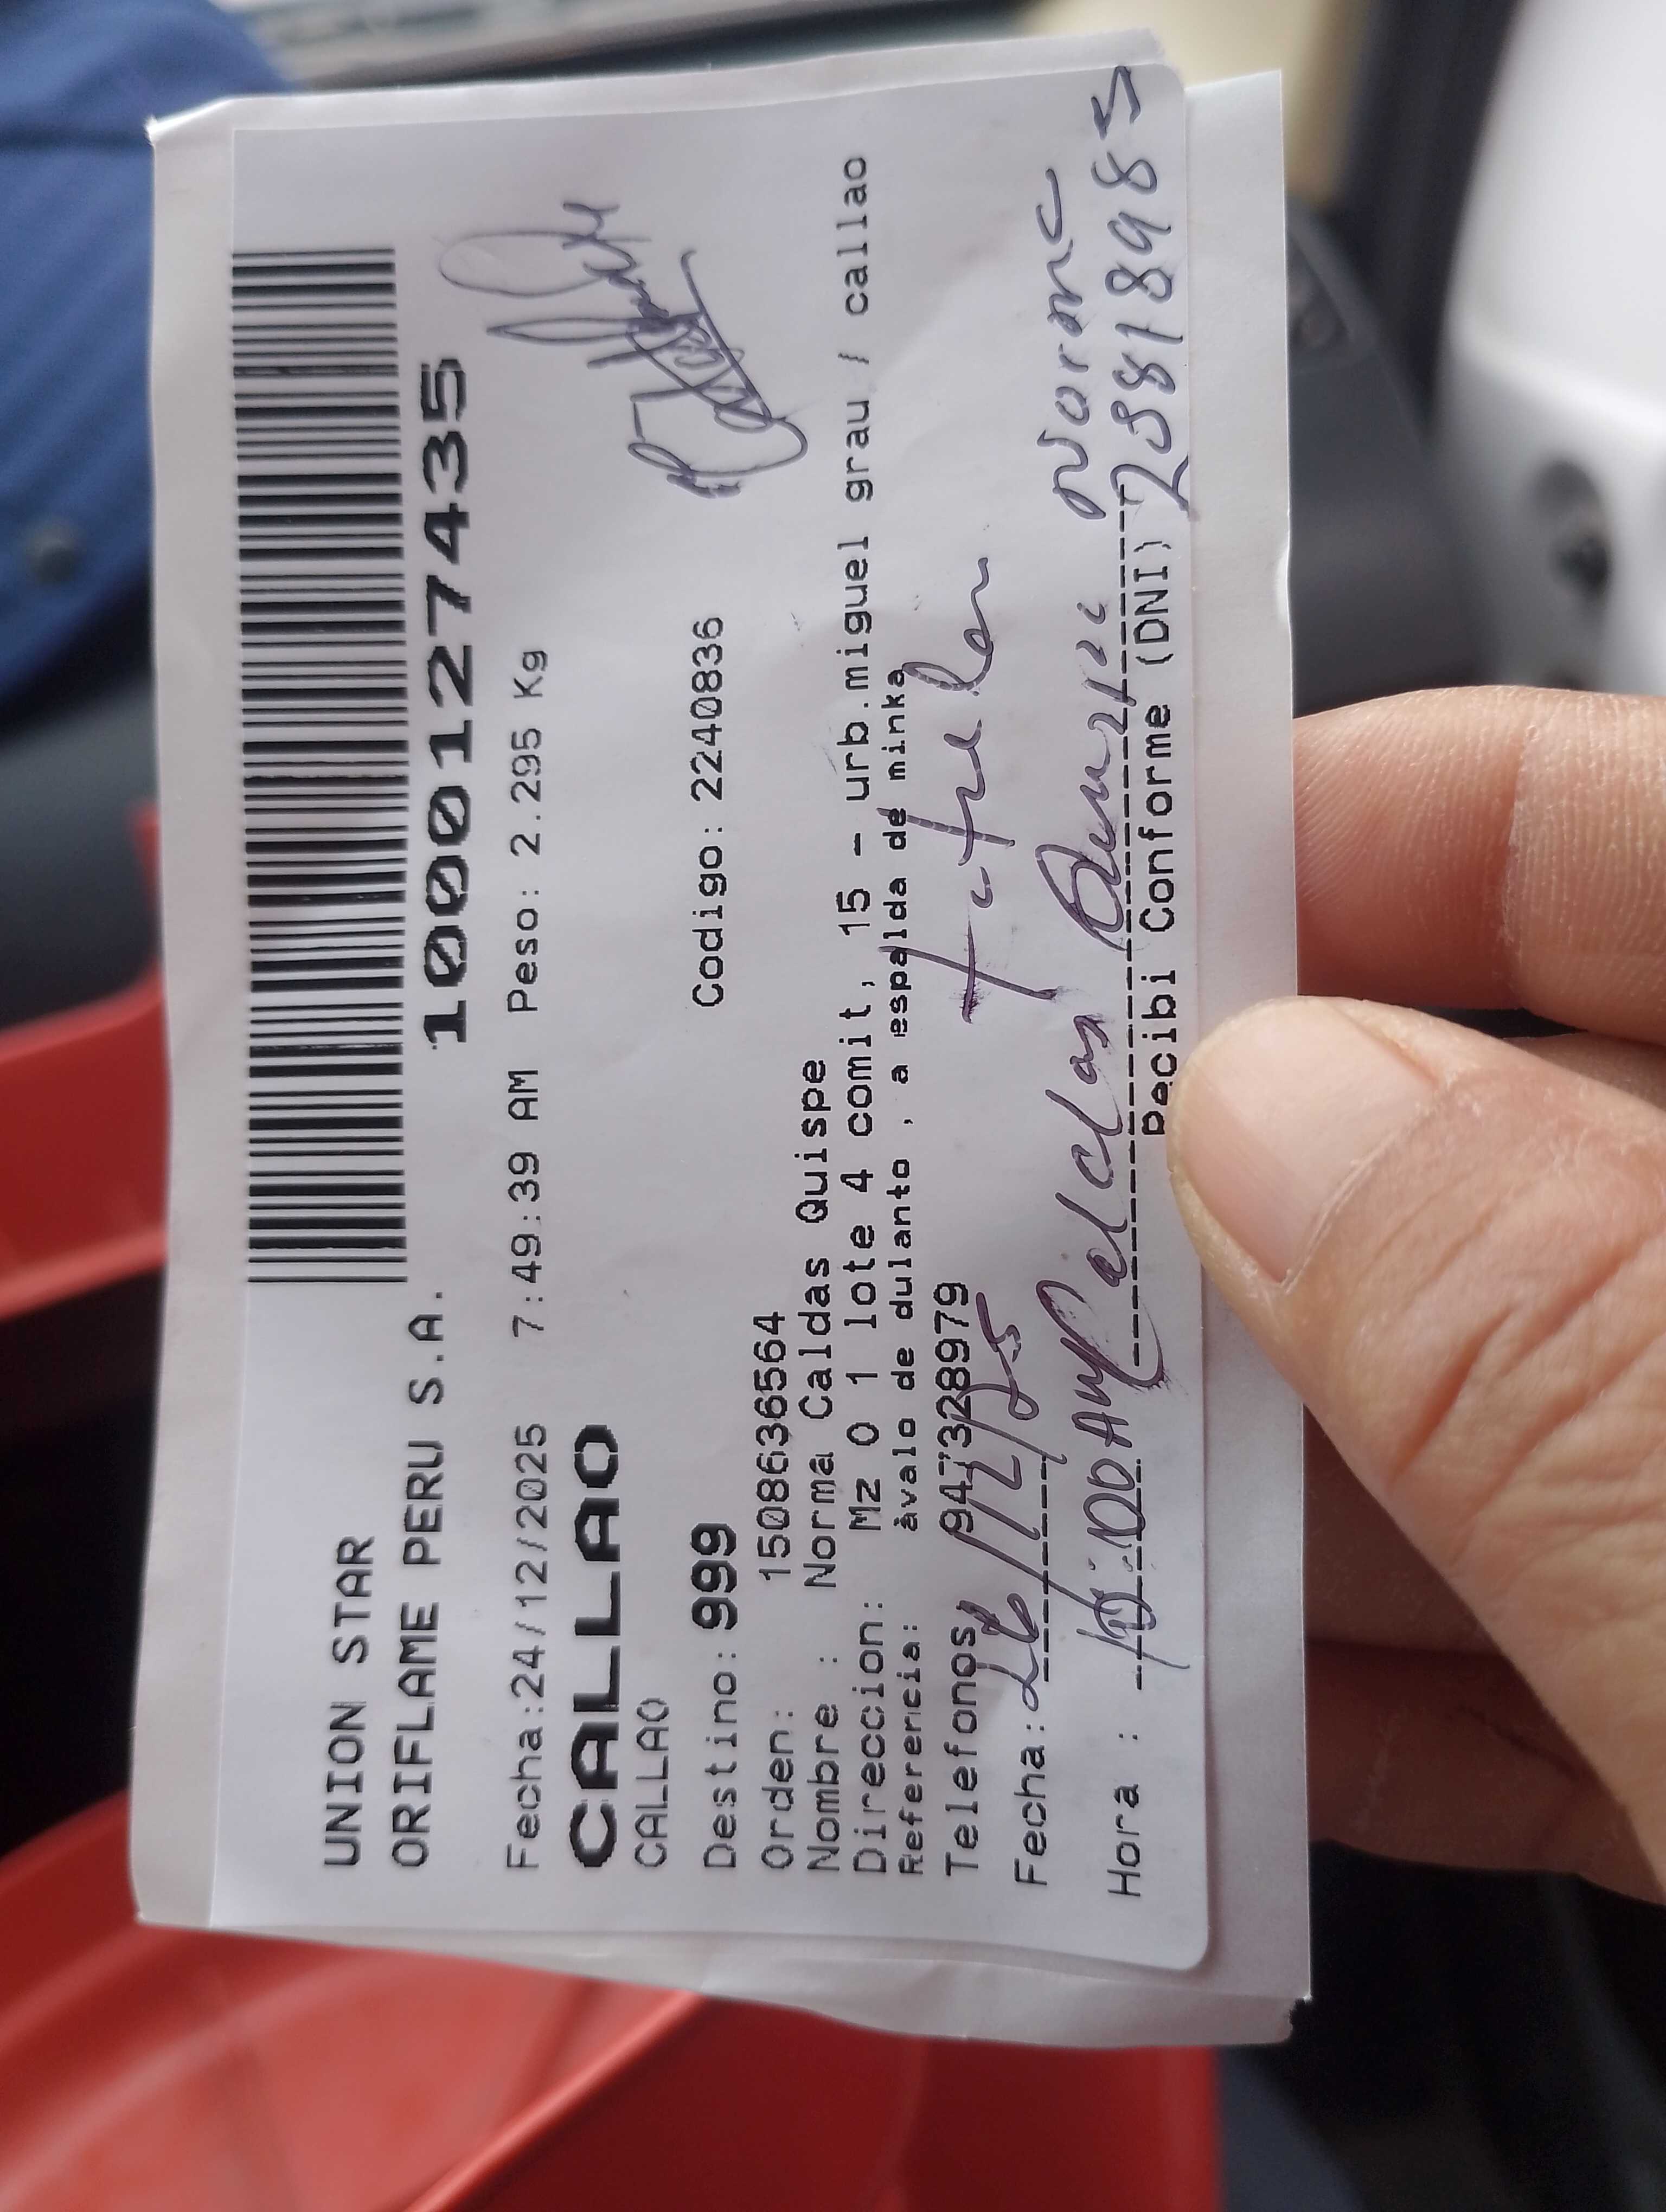 UNION STAR
ORIFLAME PERU S.A.
1000127435
Fecha:24/12/2025 7:49:39 AM Peso: 2.295 Kg
CALLAO
CALLAO
Destino: 999 Codigo: 2240836
Orden: 1508636564
Nombre : Norma Caldas Quispe
Direccion: Mz O 1 lote 4 comit, 15 - urb.miguel grau / callao
Referencia: àvalo de dulanto , a espalda de minka
Telefonos 947328979
Fecha: 26/12/25
Hora : 10:00 AM Caldas Norma
Recibi Conforme (DNI) 25818985